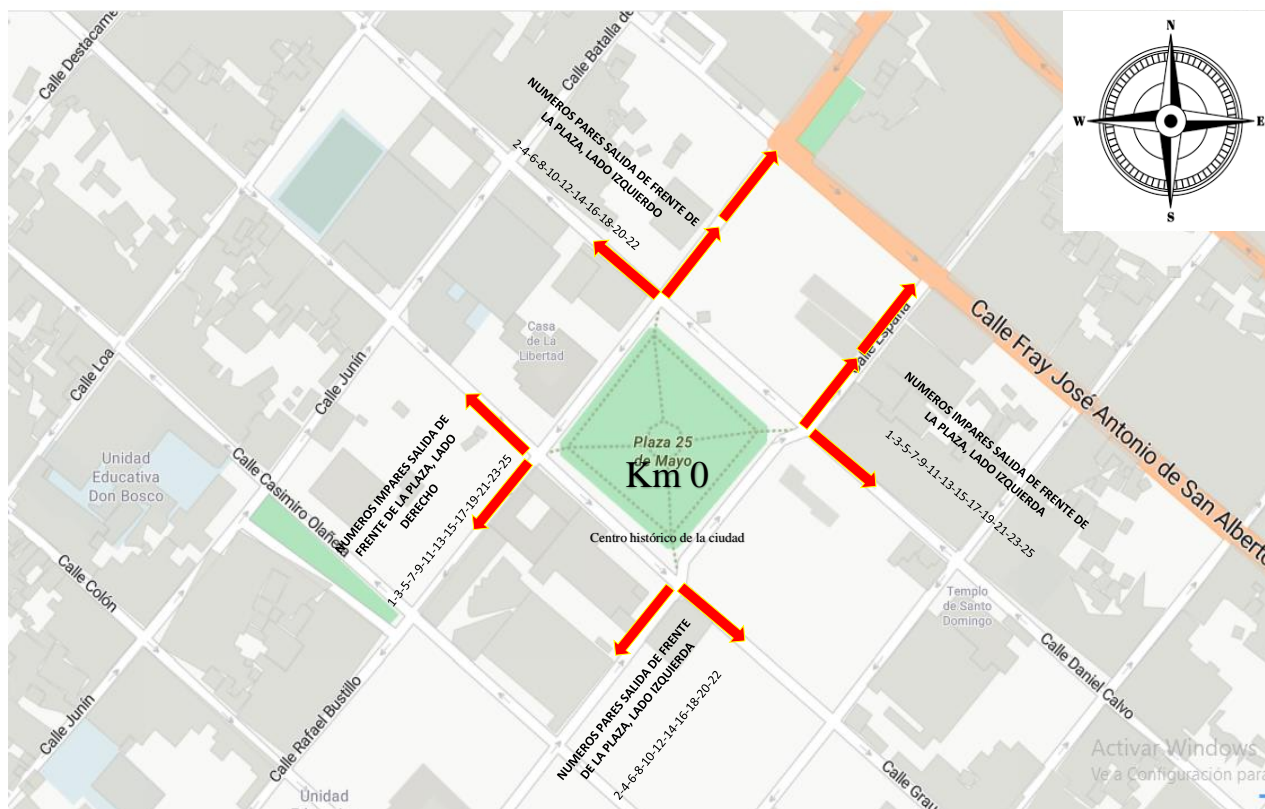 Calle Destacame
Calle Batalla de
N
W
E
S
NUMEROS PARES SALIDA DE FRENTE DE
LA PLAZA, LADO IZQUIERDO
2-4-6-8-10-12-14-16-18-20-22
Casa
de La
Libertad
Calle España
Calle Fray José Antonio de San Alberto
Calle Loa
Calle Junín
Plaza 25
de Mayo
Km 0
Centro histórico de la ciudad
NUMEROS IMPARES SALIDA DE FRENTE DE
LA PLAZA, LADO IZQUIERDA
1-3-5-7-9-11-13-15-17-19-21-23-25
NUMEROS IMPARES SALIDA DE
FRENTE DE LA PLAZA, LADO
DERECHO
1-3-5-7-9-11-13-15-17-19-21-23-25
Unidad
Educativa
Don Bosco
Calle Casimiro Olañeta
Calle Colón
Templo
de Santo
Domingo
Calle Daniel Calvo
NUMEROS PARES SALIDA DE FRENTE
DE LA PLAZA, LADO IZQUIERDA
2-4-6-8-10-12-14-16-18-20-22
Calle Junín
Calle Rafael Bustillo
Calle Grau
Unidad
Activar Windows
Ve a Configuración para